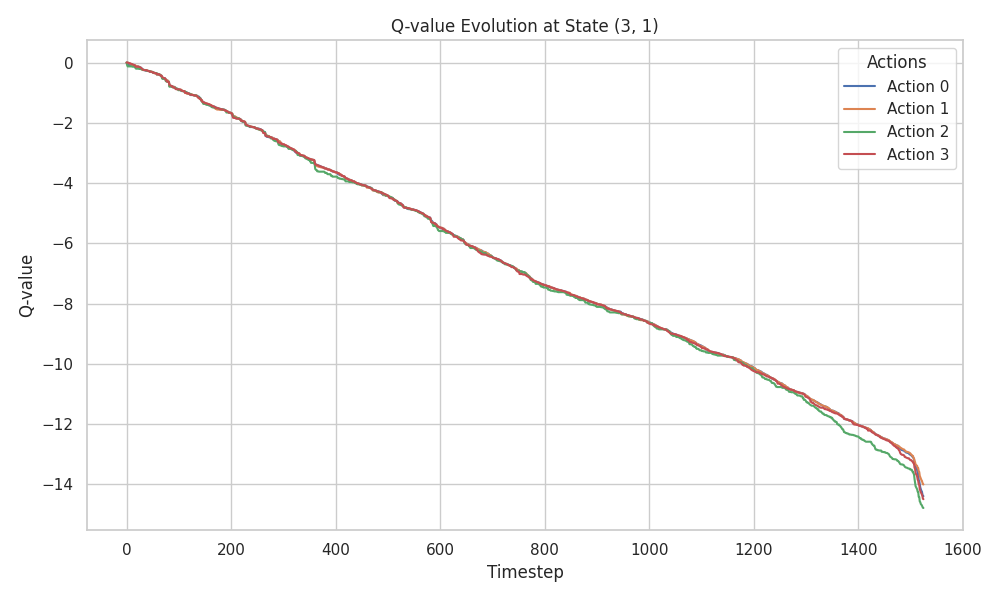 Q-value Evolution at State (3, 1)
Actions
Action 0
Action 1
Action 2
Action 3
Q-value
0
−2
−4
−6
−8
−10
−12
−14
0 200 400 600 800 1000 1200 1400 1600
Timestep